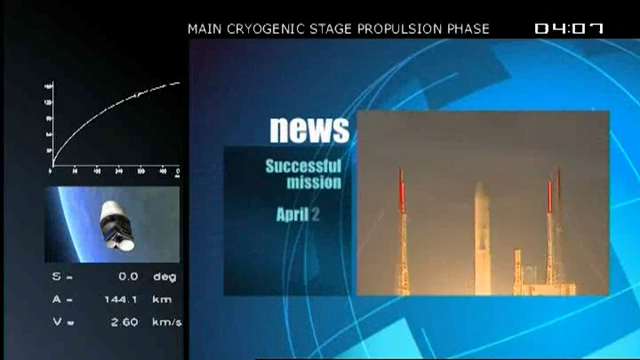 MAIN CRYOGENIC STAGE PROPULSION PHASE 04:07
news
Successful
mission
April 2
S = 0.0 deg
A = 144.1 km
V = 2.60 km/s